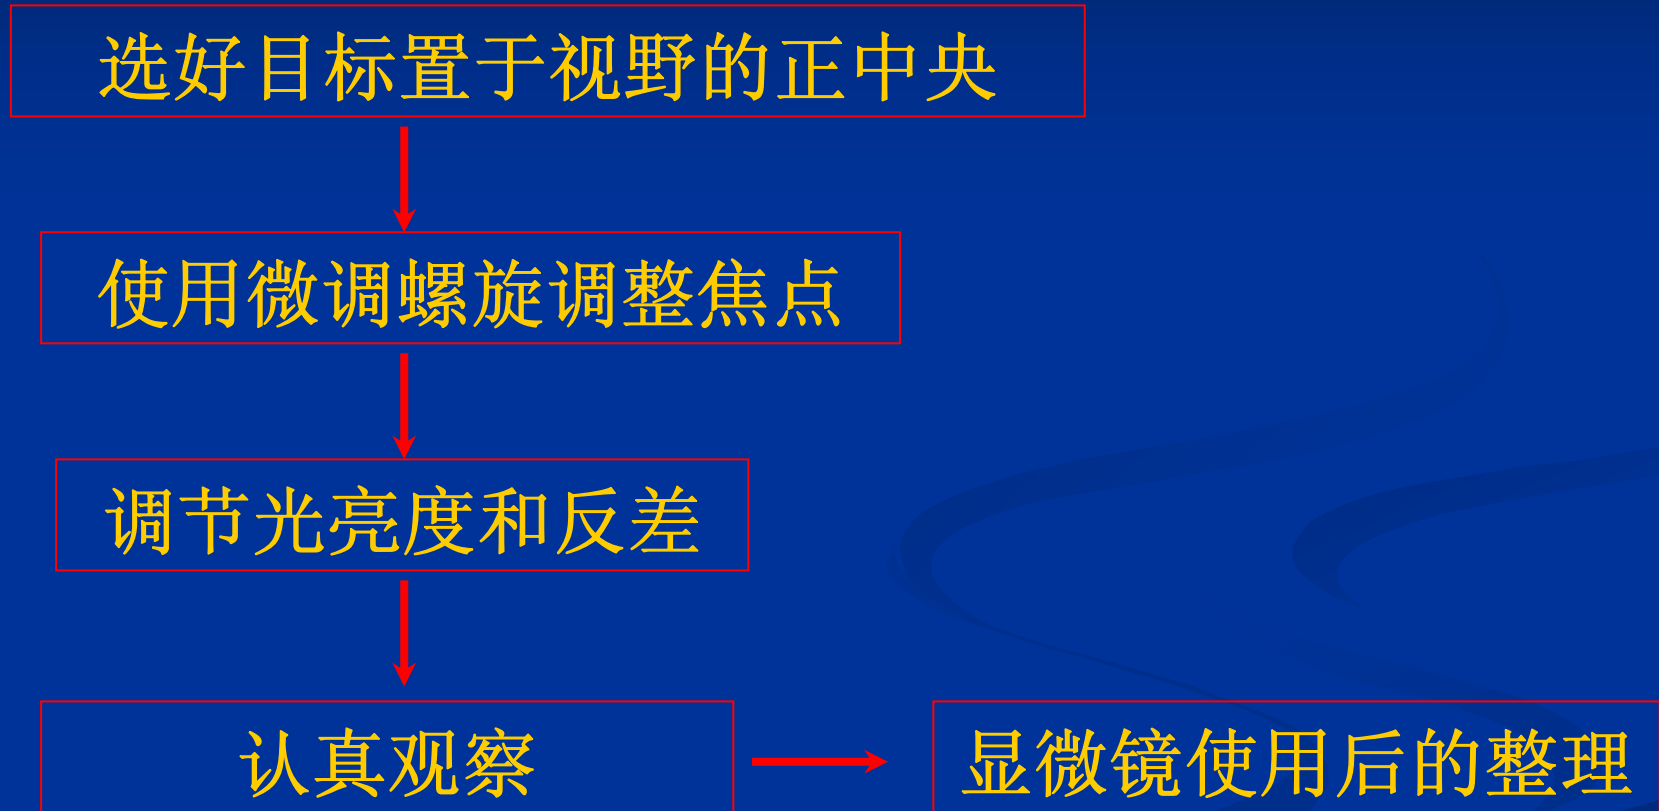 选好目标置于视野的正中央
使用微调螺旋调整焦点
调节光亮度和反差
认真观察
显微镜使用后的整理